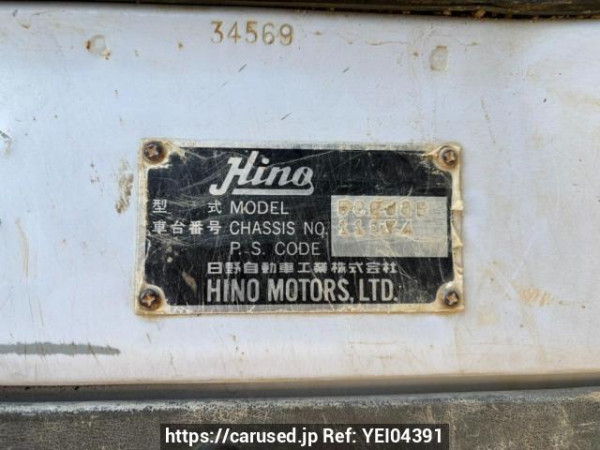 34569
Hino
型 式 MODEL
車台番号 CHASSIS NO.
P. S. CODE
日野自動車工業株式会社
HINO MOTORS, LTD.
https://carused.jp Ref: YEI04391